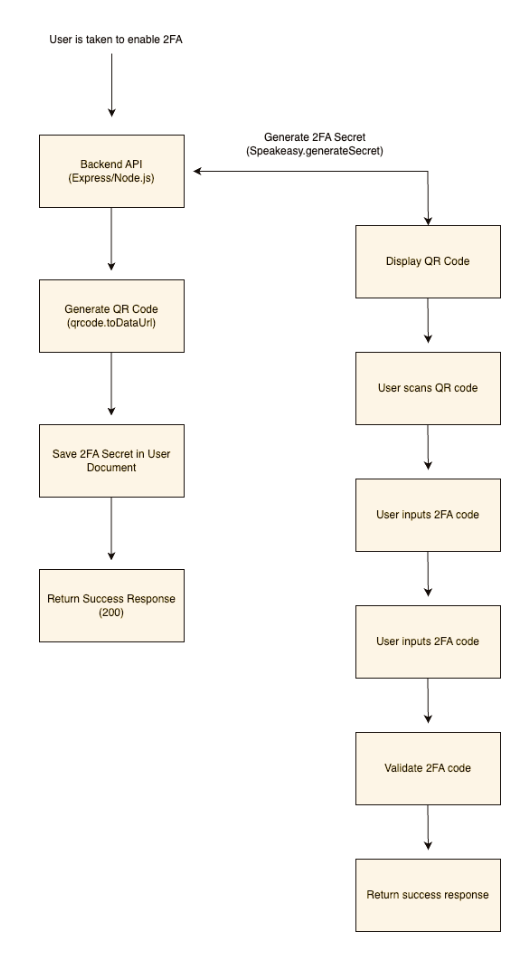 User is taken to enable 2FA
Generate 2FA Secret
(Speakeasy.generateSecret)
Backend API
(Express/Node.js)
Display QR Code
Generate QR Code
(qrcode.toDataUrl)
User scans QR code
Save 2FA Secret in User
Document
User inputs 2FA code
Return Success Response
(200)
User inputs 2FA code
Validate 2FA code
Return success response